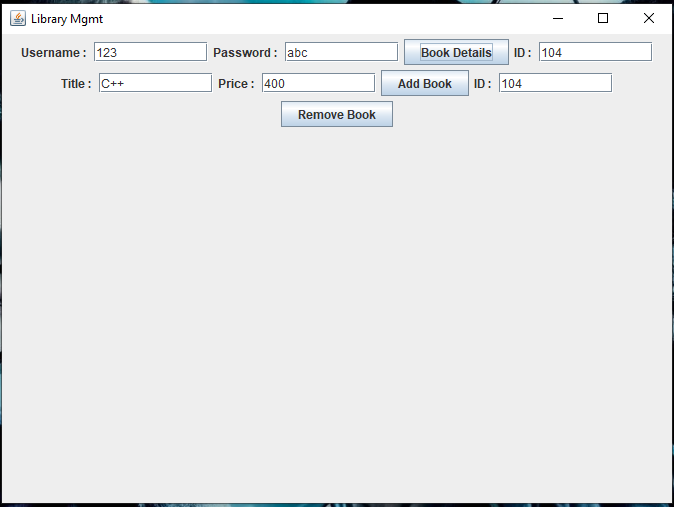 Library Mgmt
Username : 123 Password : abc Book Details ID : 104
Title : C++ Price : 400 Add Book ID : 104
Remove Book